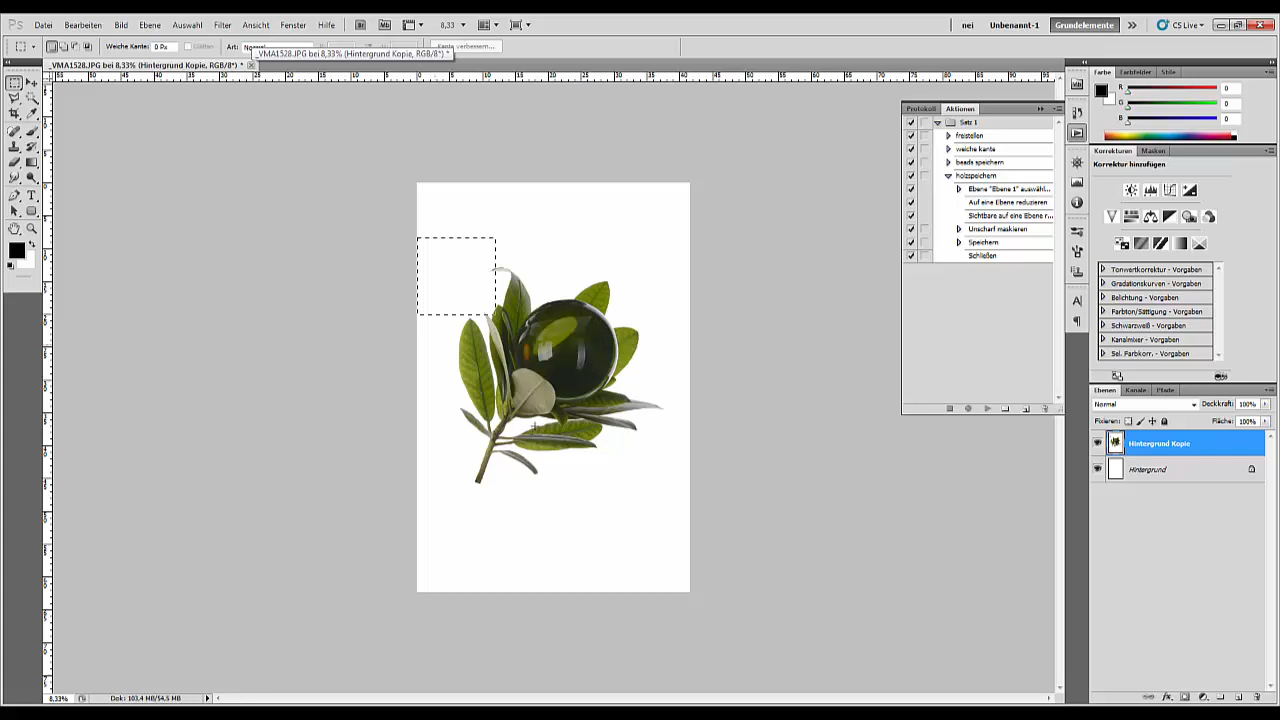 Ps Datei Bearbeiten Bild Ebene Auswahl Filter Ansicht Fenster Hilfe Br Mb 8,33 nei Unbenannt-1 Grundelemente CS Live
Weiche Kante: 0 Px Glätten Art: Normal Kante verbessern...
_VMA1528.JPG bei 8,33% (Hintergrund Kopie, RGB/8*) *
_VMA1528.JPG bei 8,33% (Hintergrund Kopie, RGB/8*) *
Farbe Farbfelder Stile
R 0
G 0
B 0
Protokoll Aktionen
Satz 1
freistellen
weiche kante
beads speichern
holzspeichern
Ebene "Ebene 1" auswähl...
Auf eine Ebene reduzieren
Sichtbare auf eine Ebene r...
Unscharf maskieren
Speichern
Schließen
Korrekturen Masken
Korrektur hinzufügen
Tonwertkorrektur - Vorgaben
Gradationskurven - Vorgaben
Belichtung - Vorgaben
Farbton/Sättigung - Vorgaben
Schwarzweiß - Vorgaben
Kanalmixer - Vorgaben
Sel. Farbkorr. - Vorgaben
Ebenen Kanäle Pfade
Normal Deckkraft: 100%
Fixieren: Fläche: 100%
Hintergrund Kopie
Hintergrund
8,33% Dok: 103,4 MB/54,5 MB